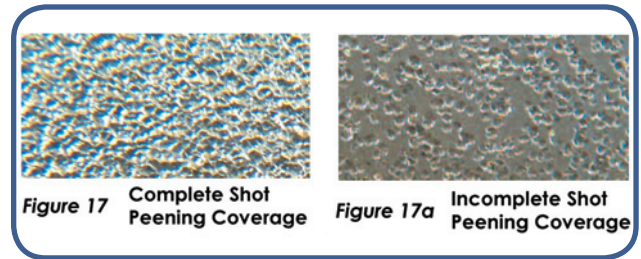 Figure 17 Complete Shot
Peening Coverage
Figure 17a Incomplete Shot
Peening Coverage